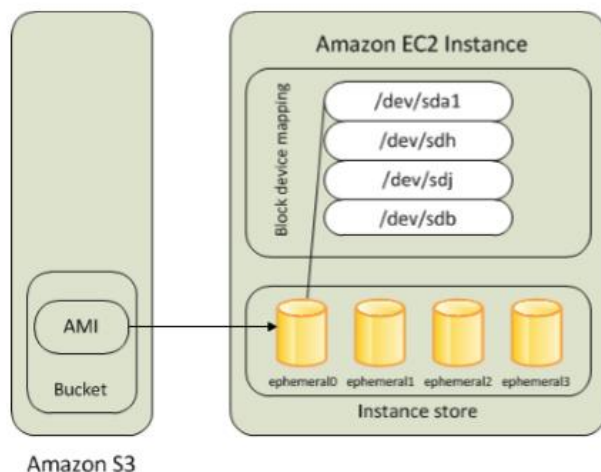 Amazon EC2 Instance
Block device mapping
/dev/sda1
/dev/sdh
/dev/sdj
/dev/sdb
AMI
Bucket
ephemeral0 ephemeral1 ephemeral2 ephemeral3
Instance store
Amazon S3